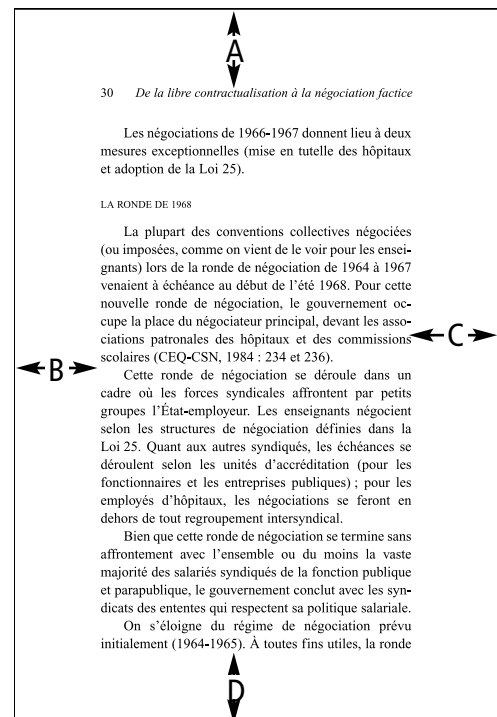 A
30 De la libre contractualisation à la négociation factice
Les négociations de 1966-1967 donnent lieu à deux
mesures exceptionnelles (mise en tutelle des hôpitaux
et adoption de la Loi 25).
LA RONDE DE 1968
La plupart des conventions collectives négociées
(ou imposées, comme on vient de le voir pour les ensei-
gnants) lors de la ronde de négociation de 1964 à 1967
venaient à échéance au début de l’été 1968. Pour cette
nouvelle ronde de négociation, le gouvernement oc-
cupe la place du négociateur principal, devant les asso-
ciations patronales des hôpitaux et des commissions
C
scolaires (CEQ-CSN, 1984 : 234 et 236).
B
Cette ronde de négociation se déroule dans un
cadre où les forces syndicales affrontent par petits
groupes l’État-employeur. Les enseignants négocient
selon les structures de négociation définies dans la
Loi 25. Quant aux autres syndiqués, les échéances se
déroulent selon les unités d’accréditation (pour les
fonctionnaires et les entreprises publiques) ; pour les
employés d’hôpitaux, les négociations se feront en
dehors de tout regroupement intersyndical.
Bien que cette ronde de négociation se termine sans
affrontement avec l’ensemble ou du moins la vaste
majorité des salariés syndiqués de la fonction publique
et parapublique, le gouvernement conclut avec les syn-
dicats des ententes qui respectent sa politique salariale.
On s’éloigne du régime de négociation prévu
initialement (1964-1965). À toutes fins utiles, la ronde
D